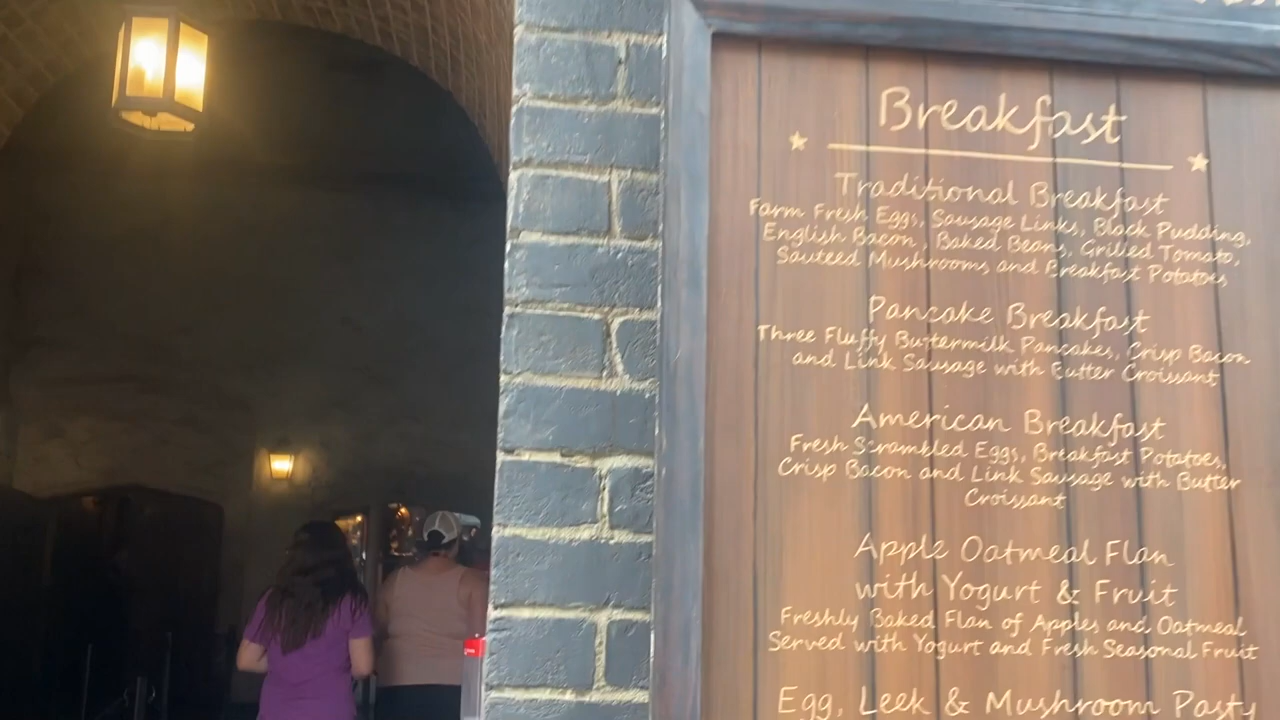 Breakfast
Traditional Breakfast
Farm Fresh Eggs, Sausage Links, Black Pudding,
English Bacon, Baked Beans, Grilled Tomato,
Sauteed Mushrooms and Breakfast Potatoes
Pancake Breakfast
Three Fluffy Buttermilk Pancakes, Crisp Bacon
and Link Sausage with Butter Croissant
American Breakfast
Fresh Scrambled Eggs, Breakfast Potatoes,
Crisp Bacon and Link Sausage with Butter
Croissant
Apple Oatmeal Flan
with Yogurt & Fruit
Freshly Baked Flan of Apples and Oatmeal
Served with Yogurt and Fresh Seasonal Fruit
Egg, Leek & Mushroom Pasty